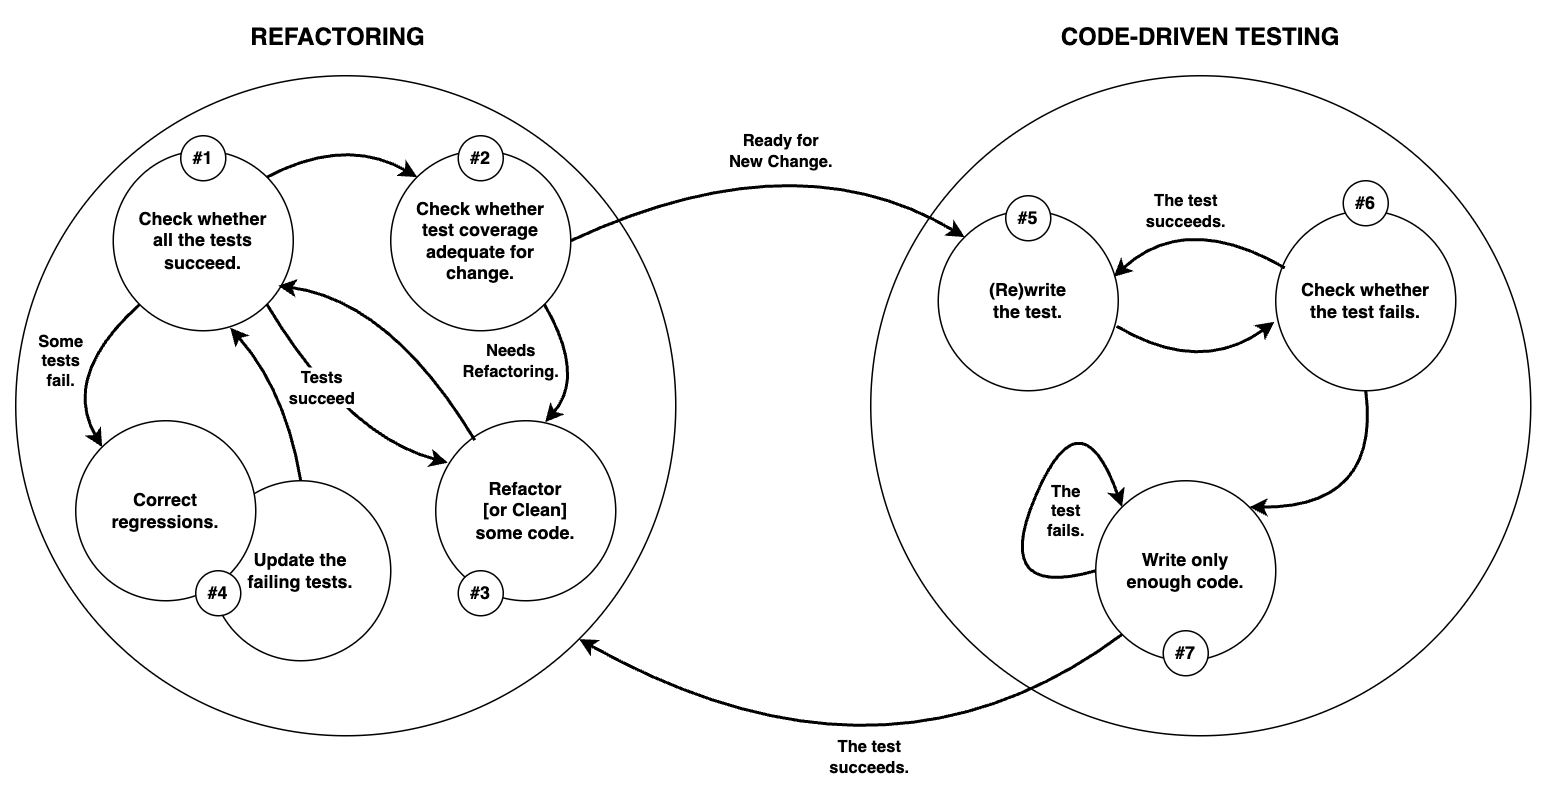 REFACTORING
CODE-DRIVEN TESTING
#1
Check whether
all the tests
succeed.
#2
Check whether
test coverage
adequate for
change.
Ready for
New Change.
#5
(Re)write
the test.
The test
succeeds.
#6
Check whether
the test fails.
Some
tests
fail.
Tests
succeed
Needs
Refactoring.
Correct
regressions.
Update the
failing tests.
#4
Refactor
[or Clean]
some code.
#3
The
test
fails.
Write only
enough code.
#7
The test
succeeds.